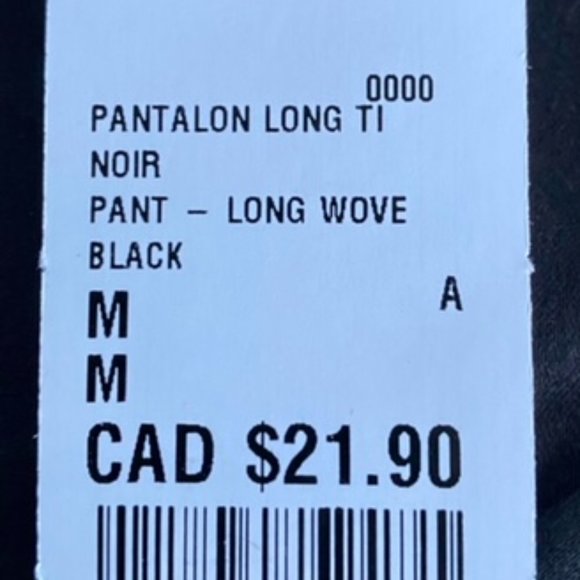 0000
PANTALON LONG TI
NOIR
PANT – LONG WOVE
BLACK
A
M
M
CAD $21.90